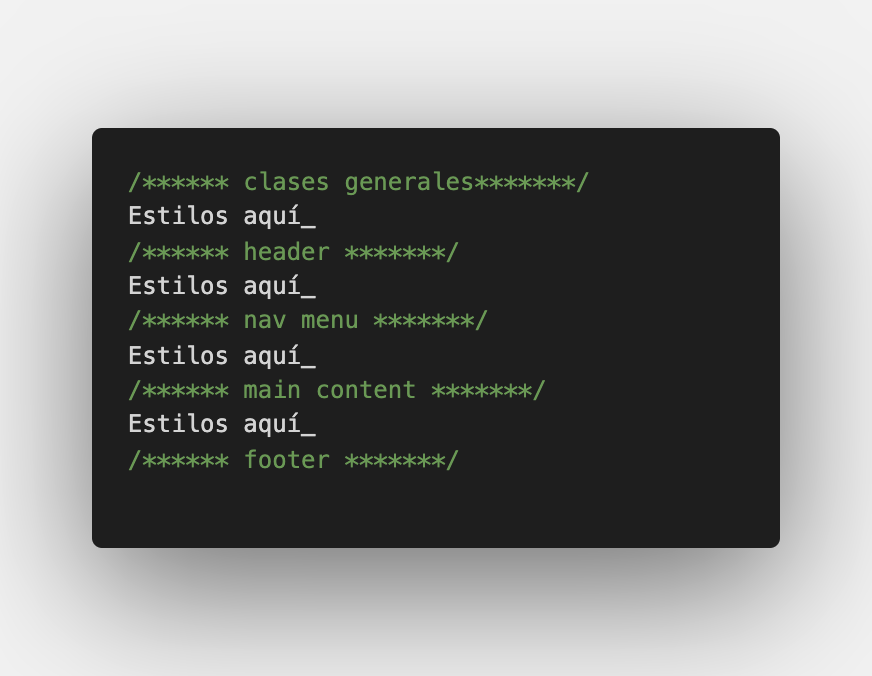 /****** clases generales*******/
Estilos aquí_
/****** header *******/
Estilos aquí_
/****** nav menu *******/
Estilos aquí_
/****** main content *******/
Estilos aquí_
/****** footer *******/